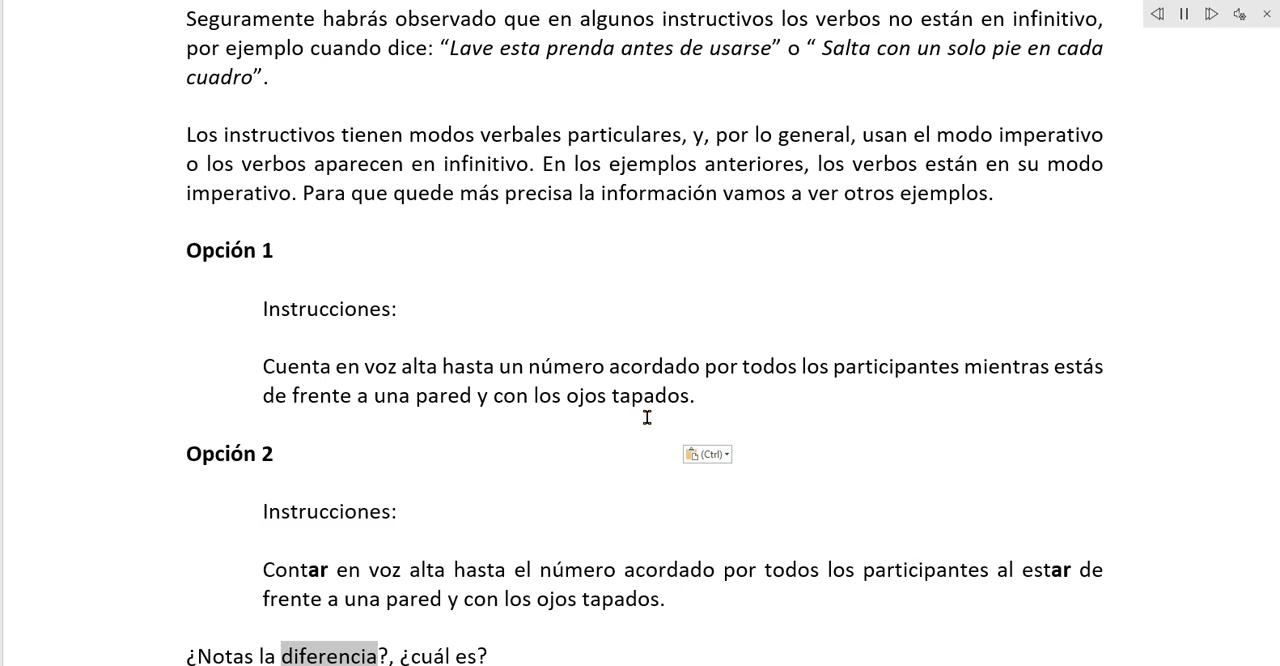 Seguramente habrás observado que en algunos instructivos los verbos no están en infinitivo,
por ejemplo cuando dice: “Lave esta prenda antes de usarse” o “ Salta con un solo pie en cada
cuadro”.
Los instructivos tienen modos verbales particulares, y, por lo general, usan el modo imperativo
o los verbos aparecen en infinitivo. En los ejemplos anteriores, los verbos están en su modo
imperativo. Para que quede más precisa la información vamos a ver otros ejemplos.
Opción 1
Instrucciones:
Cuenta en voz alta hasta un número acordado por todos los participantes mientras estás
de frente a una pared y con los ojos tapados.
Opción 2
(Ctrl)
Instrucciones:
Contar en voz alta hasta el número acordado por todos los participantes al estar de
frente a una pared y con los ojos tapados.
¿Notas la diferencia?, ¿cuál es?